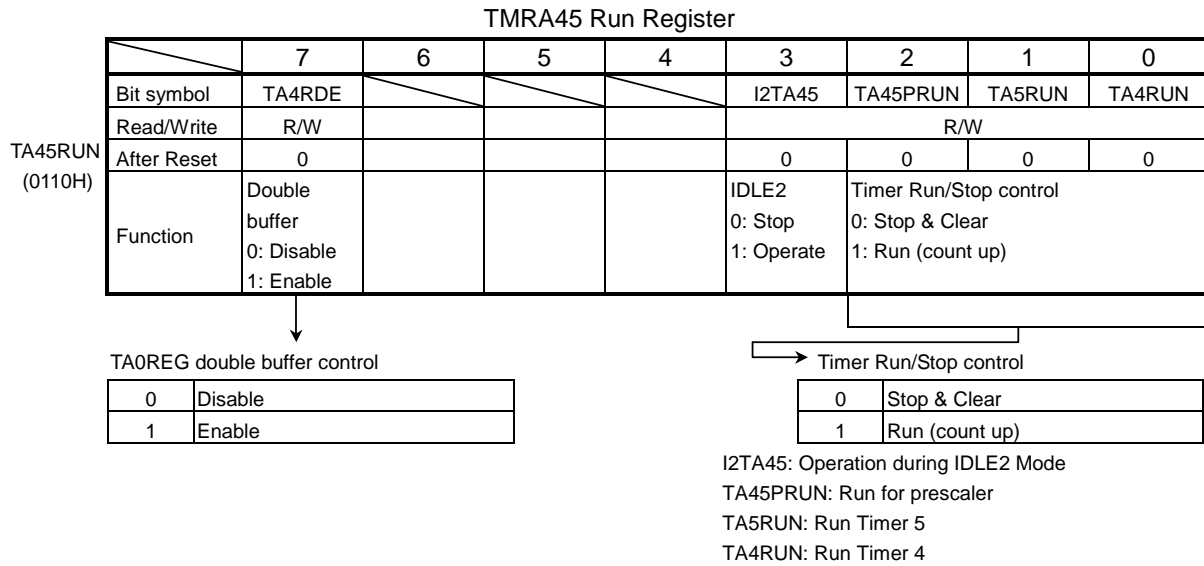 TMRA45 Run Register
7 6 5 4 3 2 1 0
Bit symbol TA4RDE I2TA45 TA45PRUN TA5RUN TA4RUN
Read/Write R/W R/W
TA45RUN
(0110H)
After Reset 0 0 0 0 0
Function
Double
buffer
0: Disable
1: Enable
IDLE2
0: Stop
1: Operate
Timer Run/Stop control
0: Stop & Clear
1: Run (count up)
TA0REG double buffer control
0 Disable
1 Enable
Timer Run/Stop control
0 Stop & Clear
1 Run (count up)
I2TA45: Operation during IDLE2 Mode
TA45PRUN: Run for prescaler
TA5RUN: Run Timer 5
TA4RUN: Run Timer 4